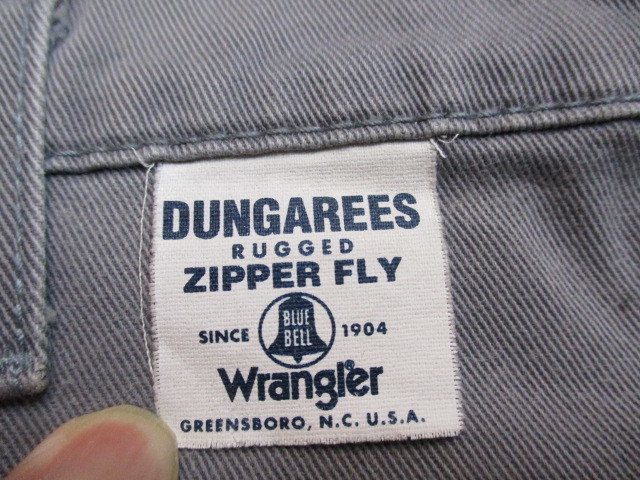 DUNGAREES
RUGGED
ZIPPER FLY
SINCE BLUE BELL 1904
Wrangler
GREENSBORO, N.C. U.S.A.